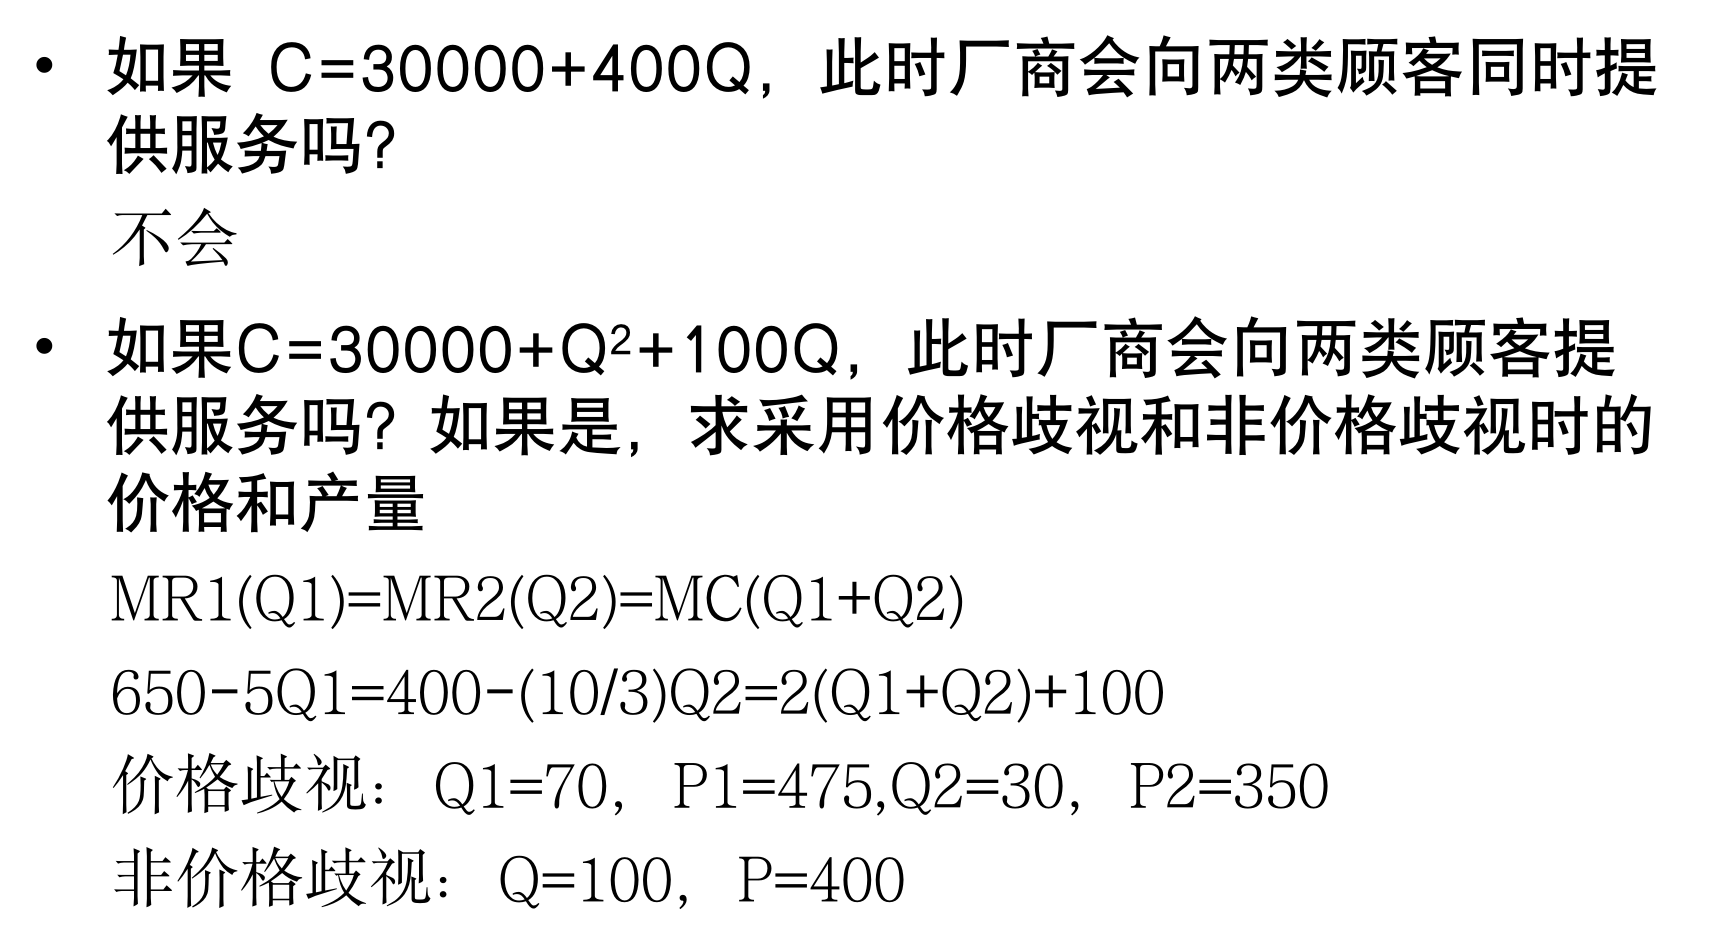 • 如果 C=30000+400Q，此时厂商会向两类顾客同时提
供服务吗？
不会
• 如果C=30000+Q²+100Q，此时厂商会向两类顾客提
供服务吗？如果是，求采用价格歧视和非价格歧视时的
价格和产量
MR1(Q1)=MR2(Q2)=MC(Q1+Q2)
650-5Q1=400-(10/3)Q2=2(Q1+Q2)+100
价格歧视：Q1=70，P1=475,Q2=30，P2=350
非价格歧视：Q=100，P=400